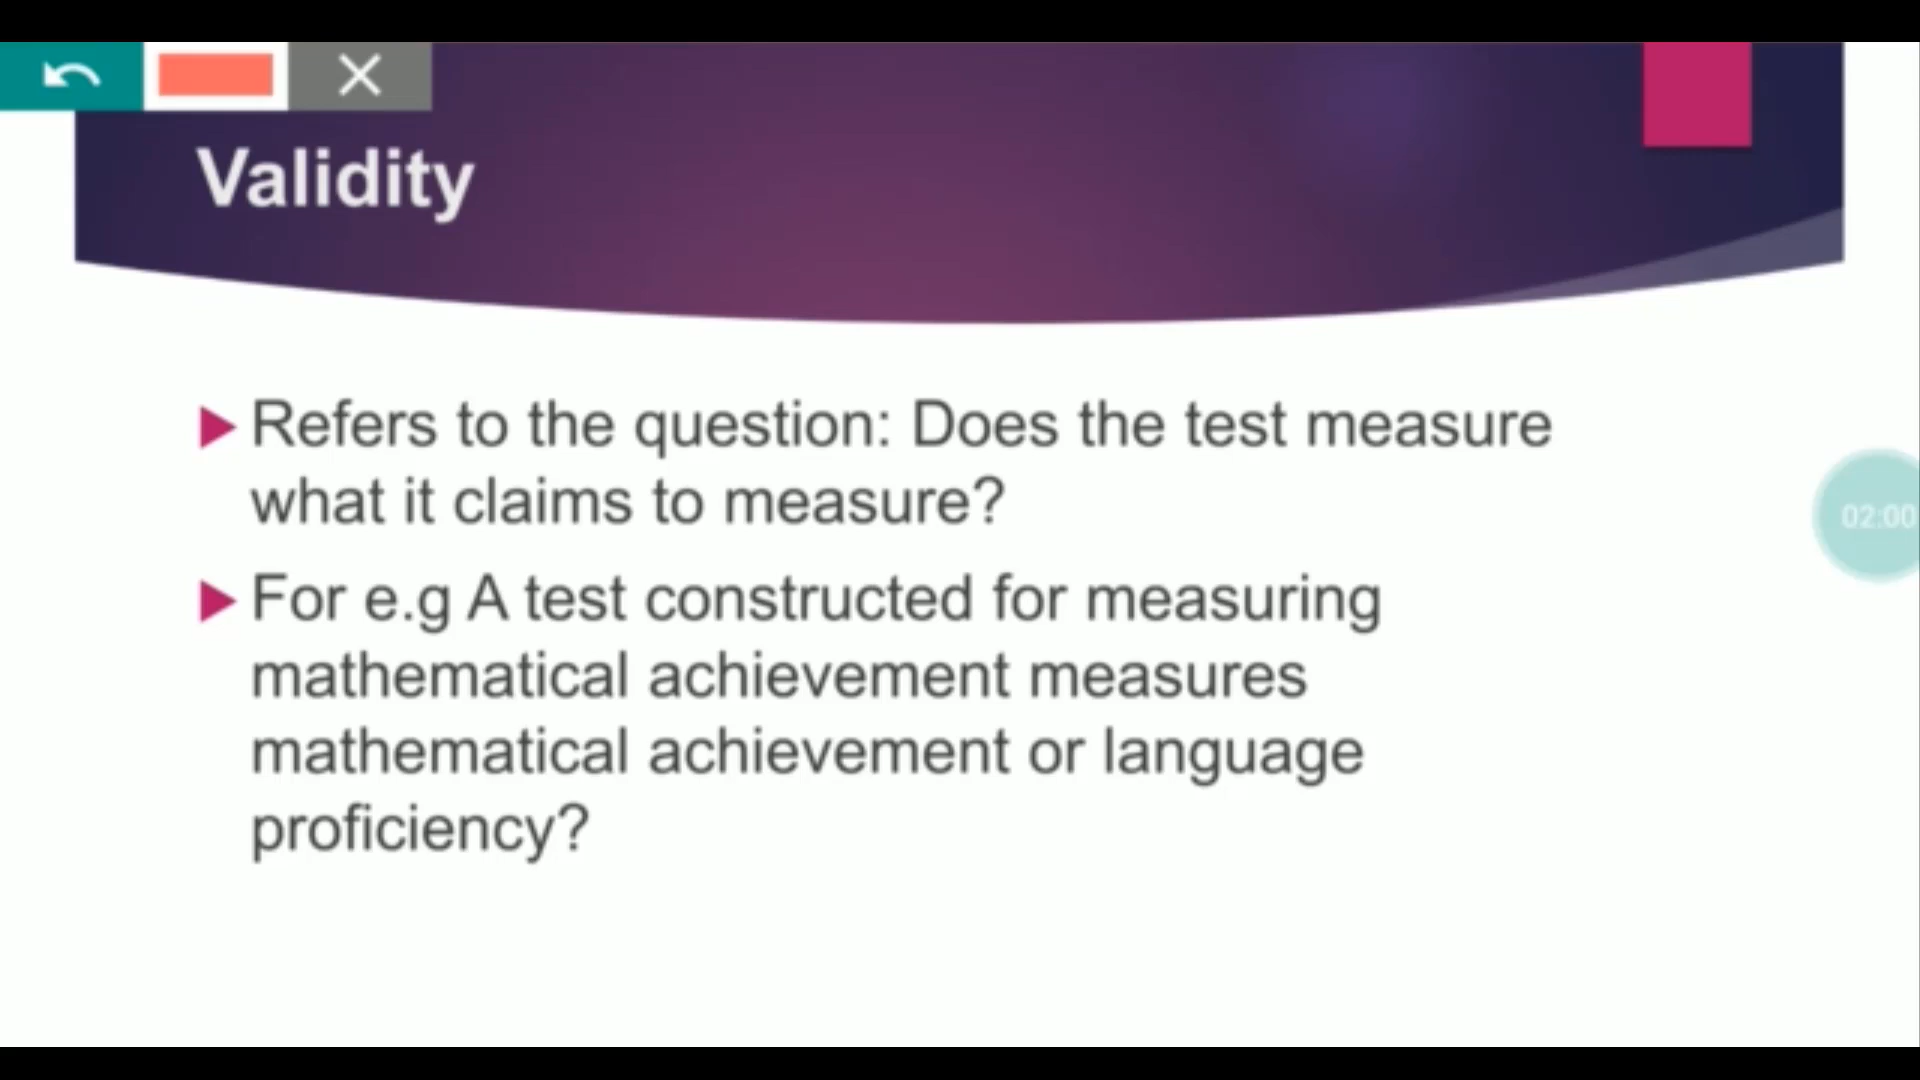 Validity
Refers to the question: Does the test measure
what it claims to measure?
For e.g A test constructed for measuring
mathematical achievement measures
mathematical achievement or language
proficiency?
02:00